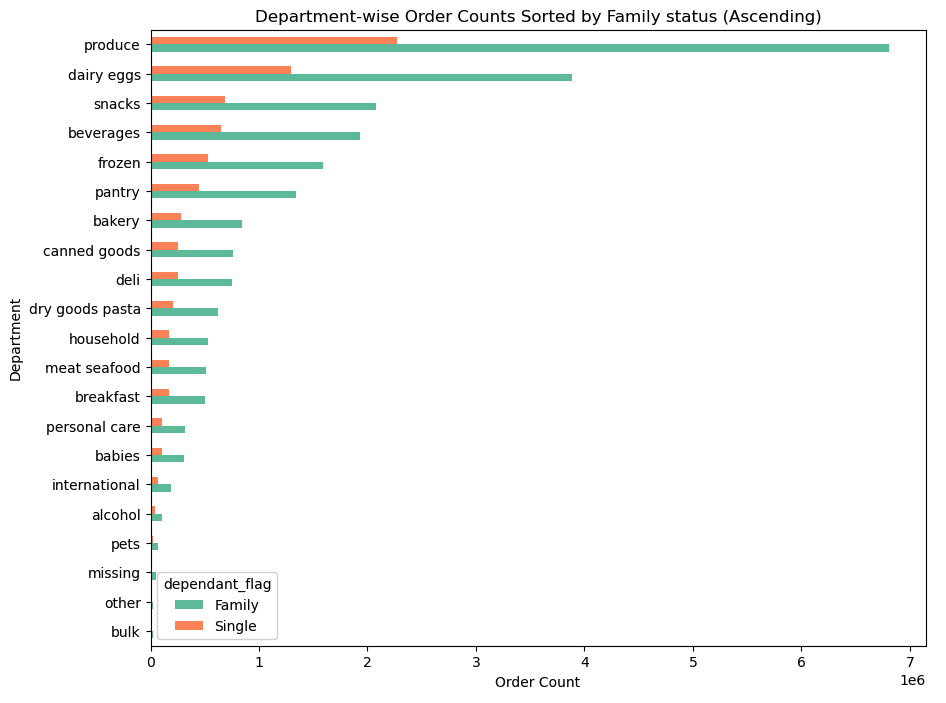 Department-wise Order Counts Sorted by Family status (Ascending)
produce
dairy eggs
snacks
beverages
frozen
pantry
bakery
canned goods
deli
dry goods pasta
household
meat seafood
breakfast
personal care
babies
international
alcohol
pets
missing
other
bulk
Department
dependant_flag
Family
Single
0 1 2 3 4 5 6 7
1e6
Order Count